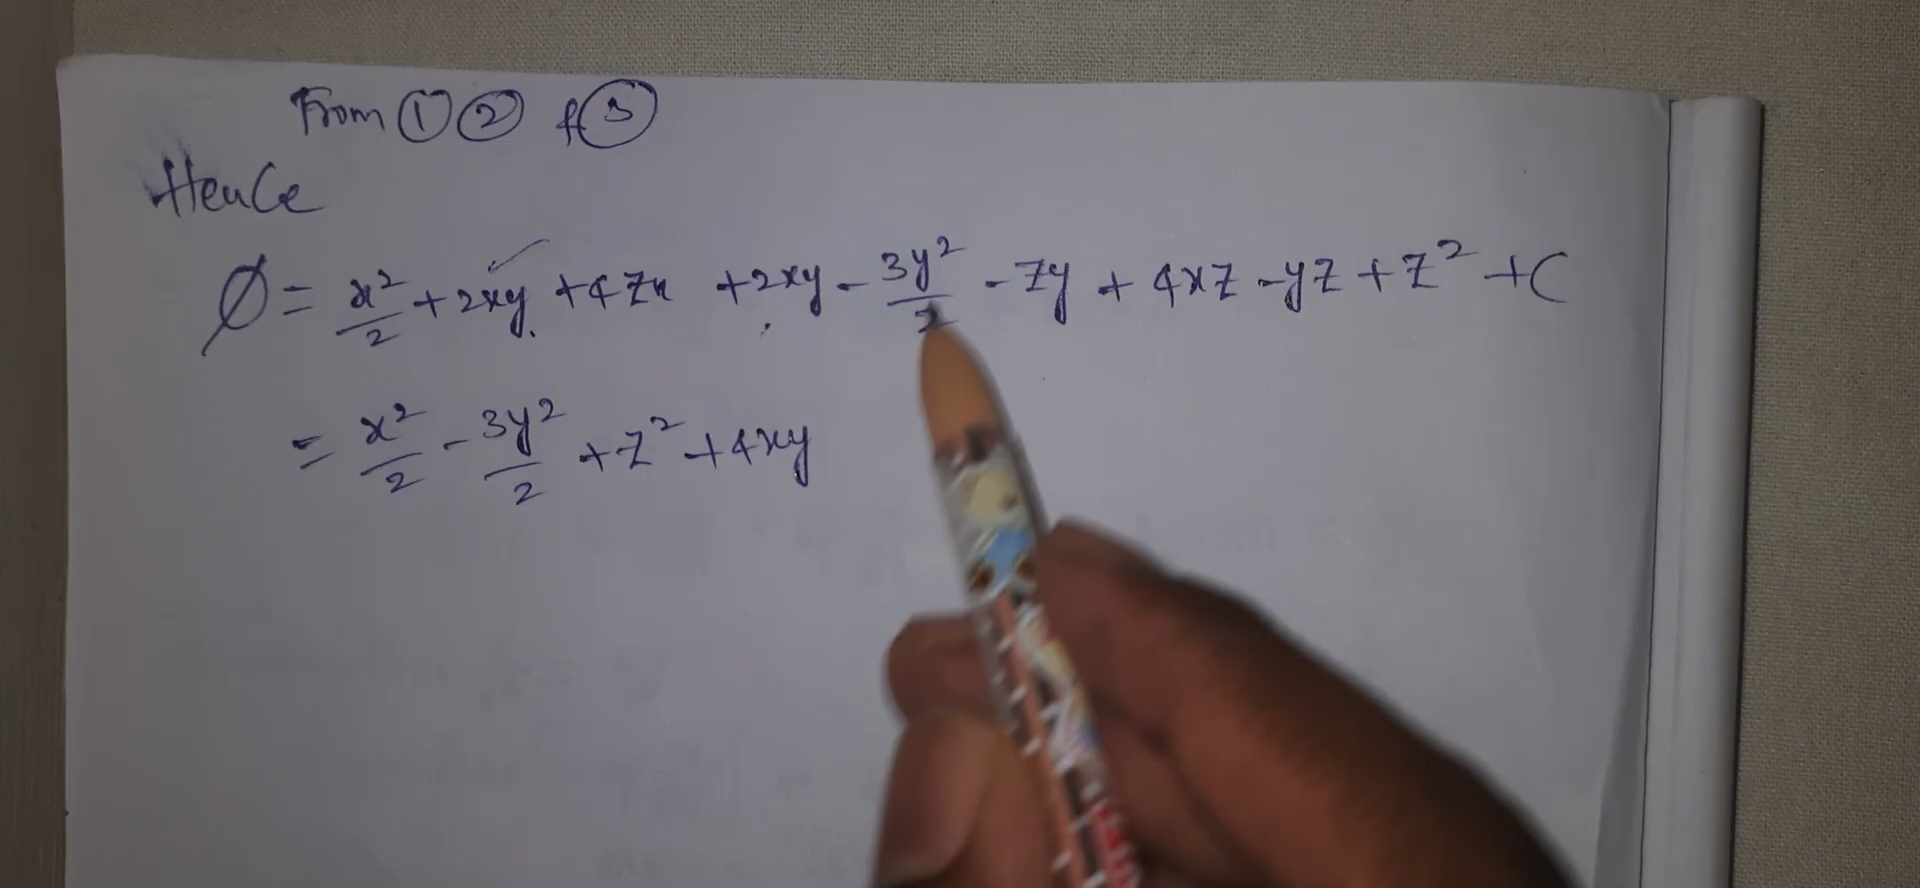 From ① ② & ③
Hence
Ø = x²/2 + 2xy + 4zx + 2xy - 3y²/2 - zy + 4xz - yz + z² + C
= x²/2 - 3y²/2 + z² + 4xy